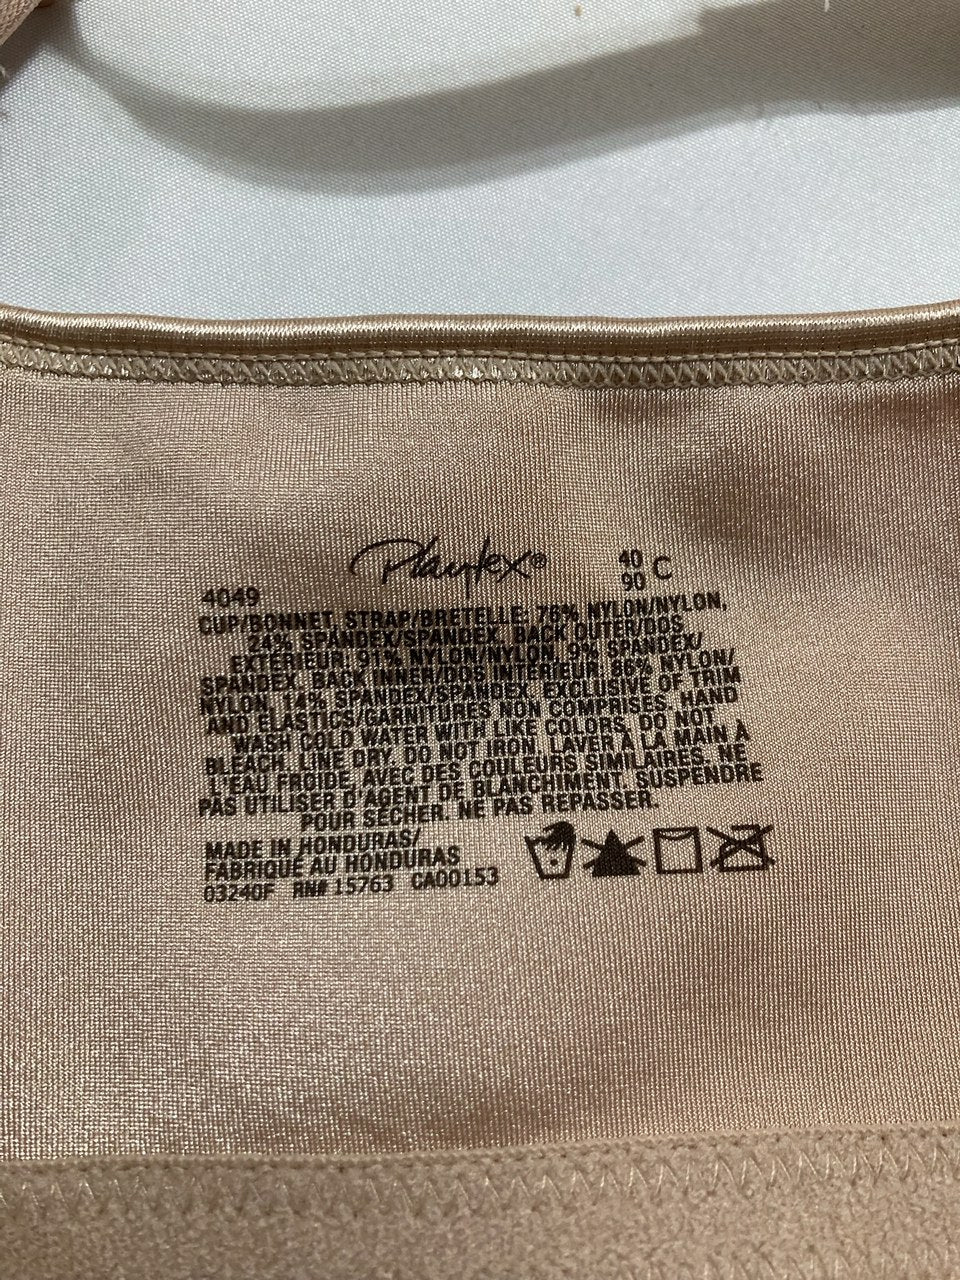 Playtex®
40 C
90
4049
CUP/BONNET, STRAP/BRETELLE: 76% NYLON/NYLON,
24% SPANDEX/SPANDEX. BACK OUTER/DOS
EXTÉRIEUR: 91% NYLON/NYLON, 9% SPANDEX/
SPANDEX. BACK INNER/DOS INTÉRIEUR: 86% NYLON/
NYLON, 14% SPANDEX/SPANDEX. EXCLUSIVE OF TRIM
AND ELASTICS/GARNITURES NON COMPRISES. HAND
WASH COLD WATER WITH LIKE COLORS. DO NOT
BLEACH. LINE DRY. DO NOT IRON. LAVER À LA MAIN À
L'EAU FROIDE, AVEC DES COULEURS SIMILAIRES. NE
PAS UTILISER D'AGENT DE BLANCHIMENT. SUSPENDRE
POUR SÉCHER. NE PAS REPASSER.
MADE IN HONDURAS/
FABRIQUÉ AU HONDURAS
03240F RN# 15763 CA00153